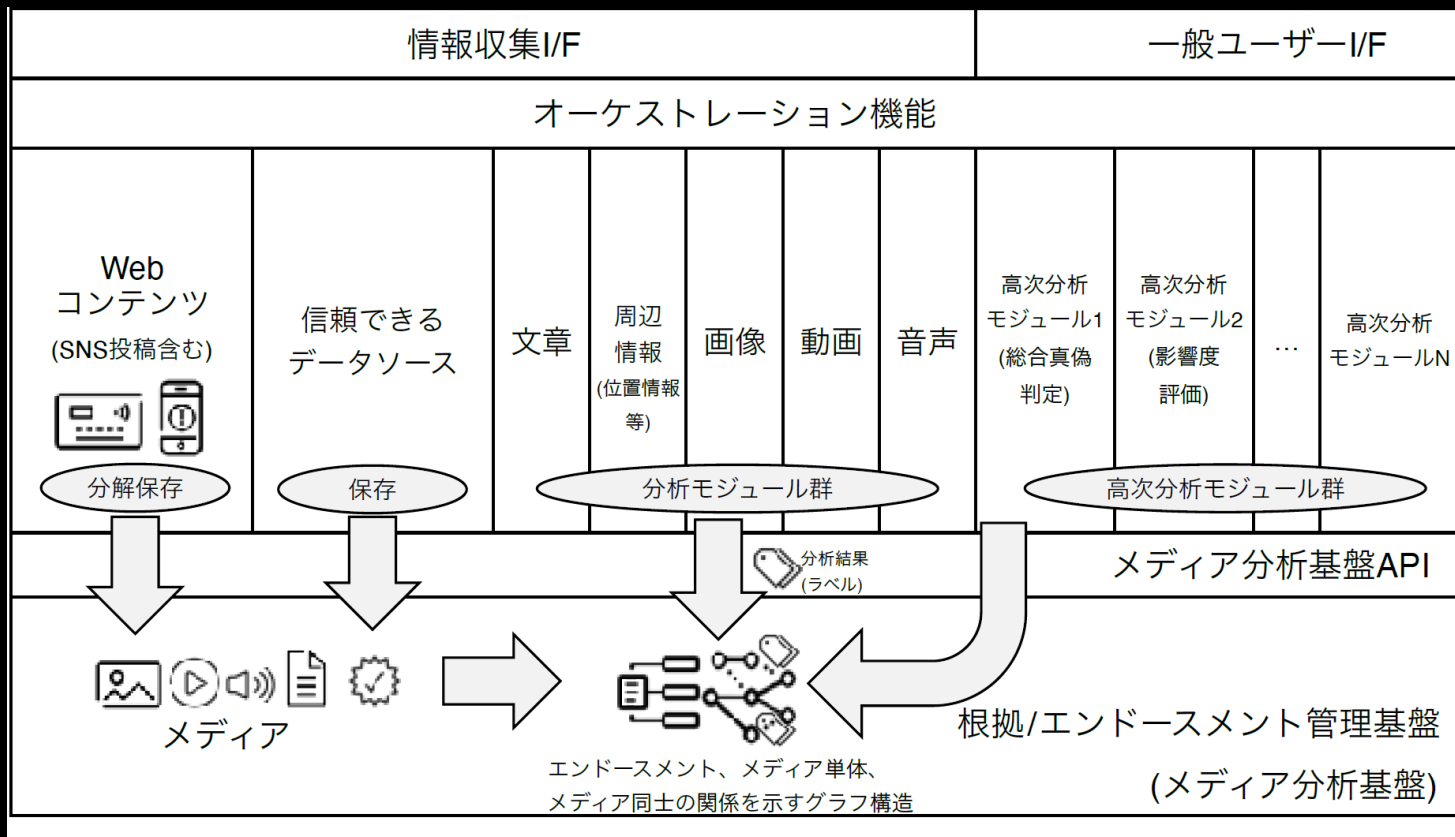 情報収集I/F
一般ユーザーI/F
オーケストレーション機能
Web
コンテンツ
(SNS投稿含む)
分解保存
信頼できる
データソース
保存
文章
周辺
情報
(位置情報
等)
画像
動画
音声
分析モジュール群
高次分析
モジュール1
(総合真偽
判定)
高次分析
モジュール2
(影響度
評価)
…
高次分析
モジュールN
高次分析モジュール群
分析結果
(ラベル)
メディア分析基盤API
メディア
エンドースメント、メディア単体、
メディア同士の関係を示すグラフ構造
根拠/エンドースメント管理基盤
(メディア分析基盤)